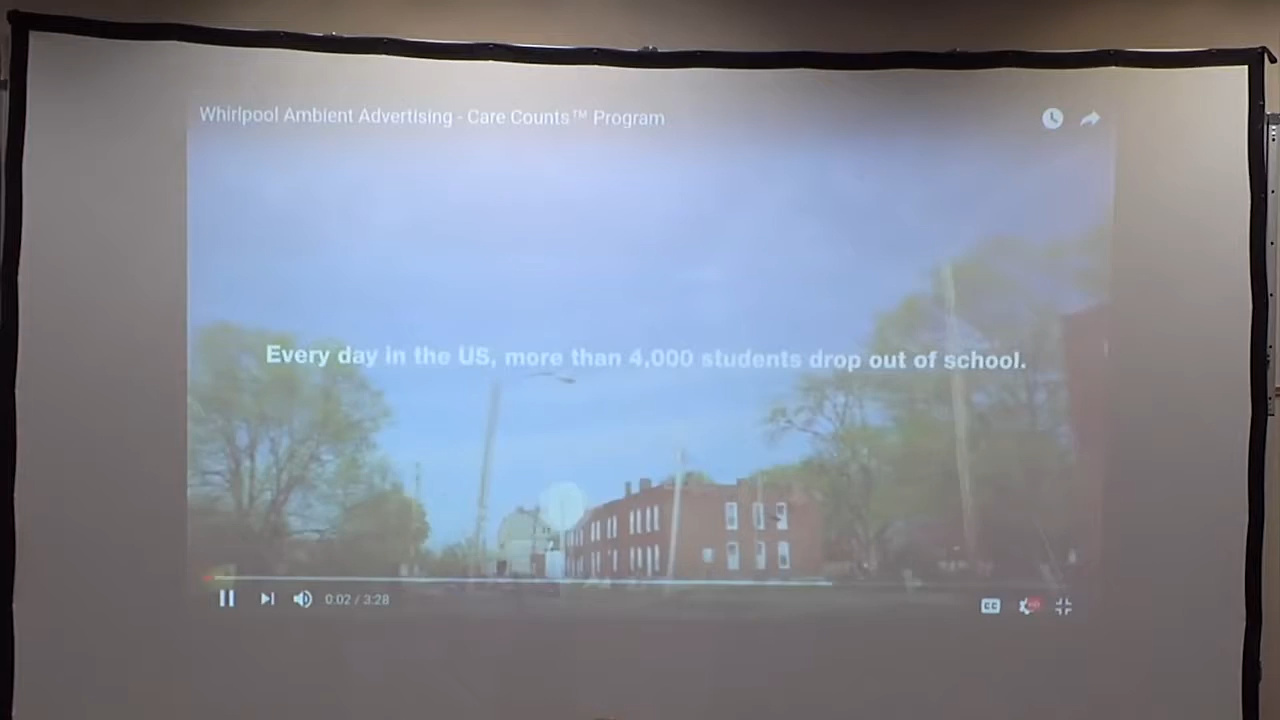 Whirlpool Ambient Advertising - Care Counts™ Program
Every day in the US, more than 4,000 students drop out of school.
0:02 / 3:28
CC